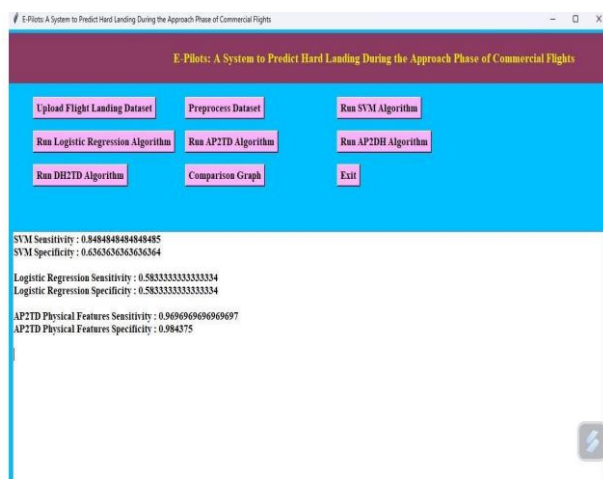 E-Pilots: A System to Predict Hard Landing During the Approach Phase of Commercial Flights
E-Pilots: A System to Predict Hard Landing During the Approach Phase of Commercial Flights
Upload Flight Landing Dataset Preprocess Dataset Run SVM Algorithm
Run Logistic Regression Algorithm Run AP2TD Algorithm Run AP2DH Algorithm
Run DH2TD Algorithm Comparison Graph Exit
SVM Sensitivity : 0.8484848484848485
SVM Specificity : 0.6363636363636364
Logistic Regression Sensitivity : 0.5833333333333334
Logistic Regression Specificity : 0.5833333333333334
AP2TD Physical Features Sensitivity : 0.9696969696969697
AP2TD Physical Features Specificity : 0.984375